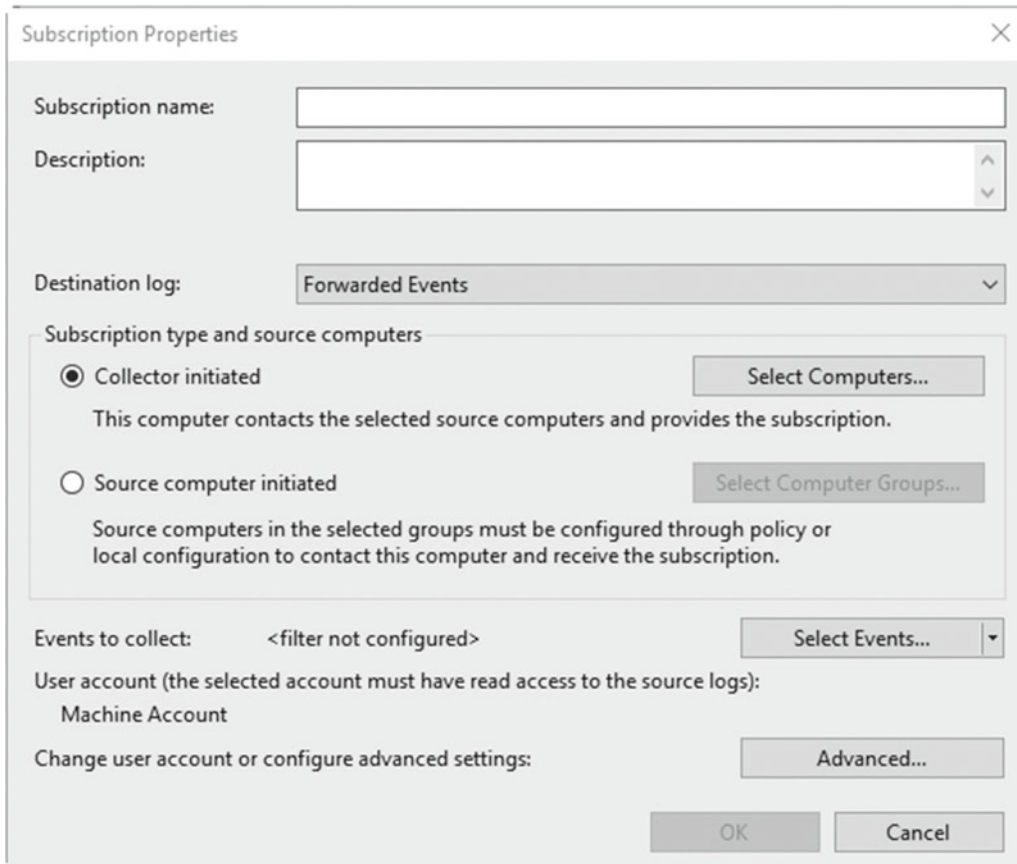 Subscription Properties
Subscription name:
Description:
Destination log: Forwarded Events
Subscription type and source computers
Collector initiated Select Computers...
This computer contacts the selected source computers and provides the subscription.
Source computer initiated Select Computer Groups...
Source computers in the selected groups must be configured through policy or
local configuration to contact this computer and receive the subscription.
Events to collect: <filter not configured> Select Events...
User account (the selected account must have read access to the source logs):
Machine Account
Change user account or configure advanced settings: Advanced...
OK Cancel